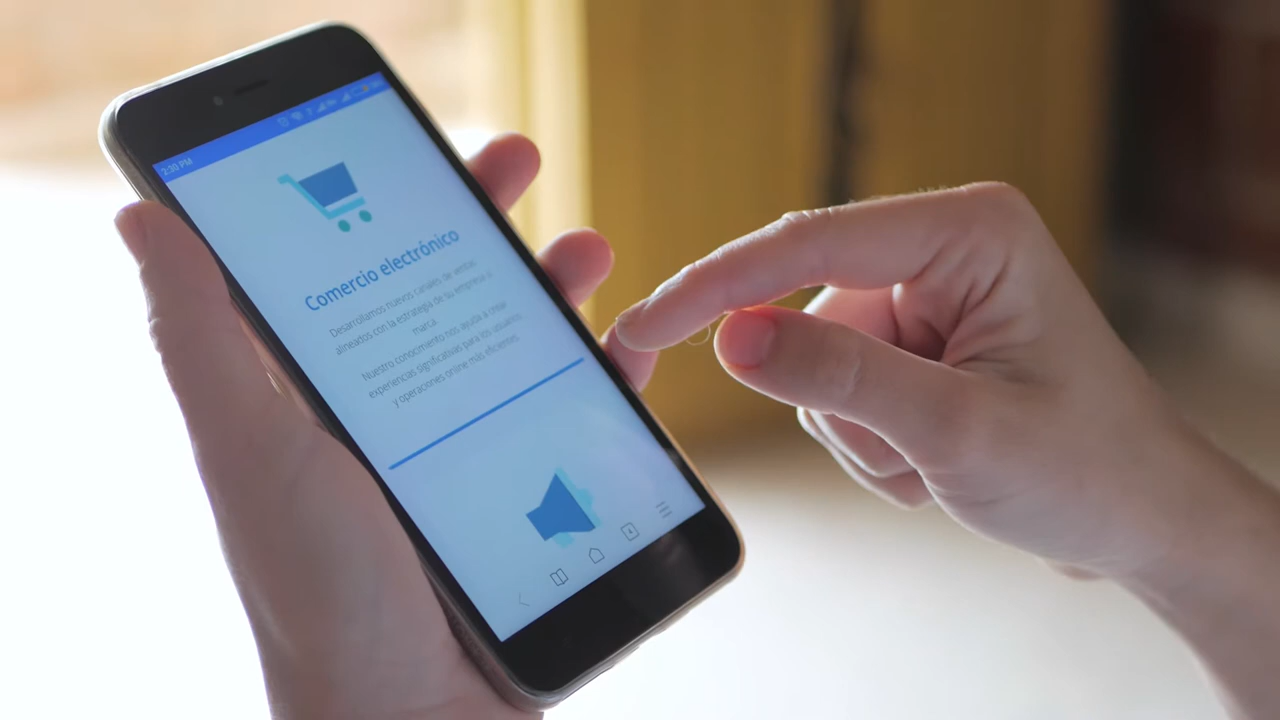 2:30 PM
Comercio electrónico
Desarrollamos nuevos canales de ventas
alineados con la estrategia de tu empresa o
marca.
Nuestro conocimiento nos ayuda a crear
experiencias significativas para los usuarios
y operaciones online más eficientes.